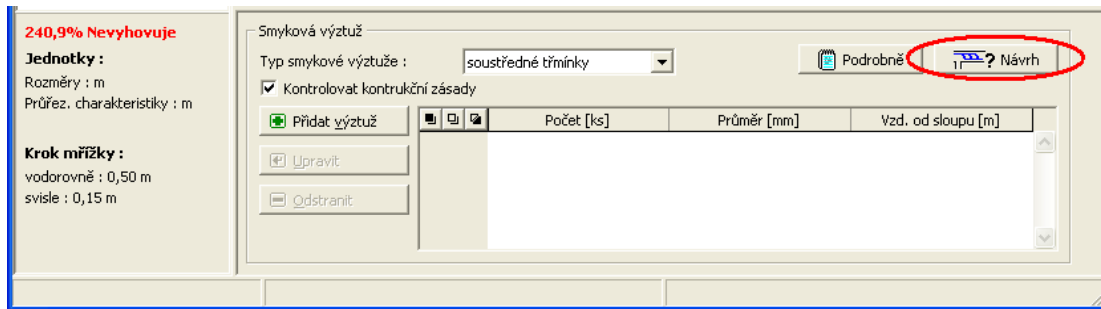 240,9% Nevyhovuje
Jednotky :
Rozměry : m
Průřez. charakteristiky : m
Krok mřížky :
vodorovně : 0,50 m
svisle : 0,15 m
Smyková výztuž
Typ smykové výztuže : soustředné třmínky
Podrobně
1 ? Návrh
Kontrolovat kontrukční zásady
Přidat výztuž
Počet [ks] Průměr [mm] Vzd. od sloupu [m]
Upravit
Odstranit